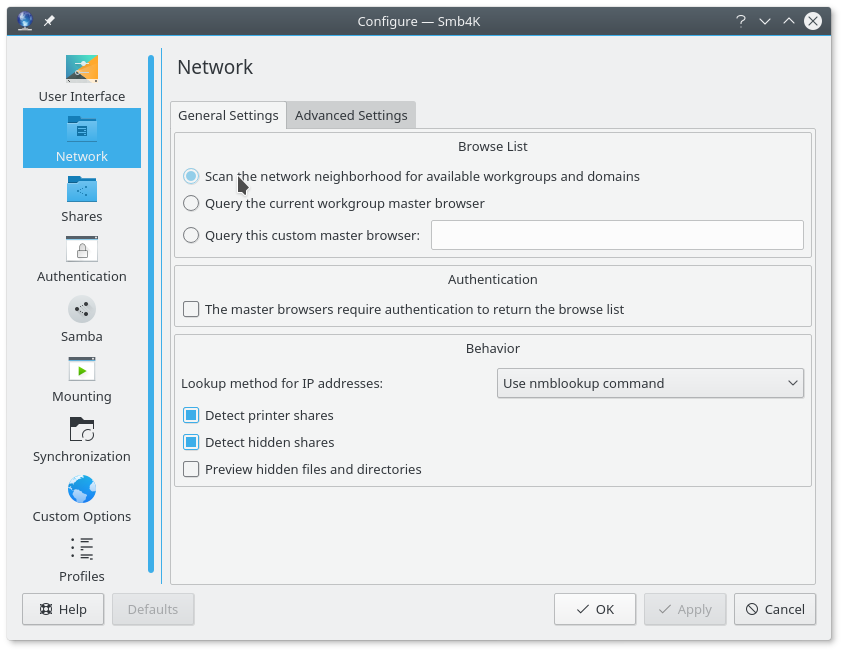 Configure — Smb4K
User Interface
Network
Shares
Authentication
Samba
Mounting
Synchronization
Custom Options
Profiles
Network
General Settings
Advanced Settings
Browse List
Scan the network neighborhood for available workgroups and domains
Query the current workgroup master browser
Query this custom master browser:
Authentication
The master browsers require authentication to return the browse list
Behavior
Lookup method for IP addresses:
Use nmblookup command
Detect printer shares
Detect hidden shares
Preview hidden files and directories
Help
Defaults
OK
Apply
Cancel